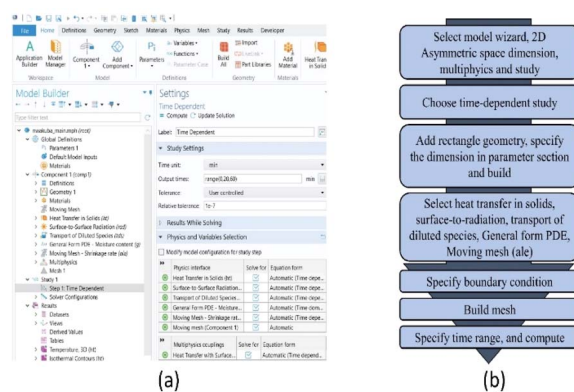 File Home Definitions Geometry Sketch Materials Physics Mesh Study Results Developer
Application Builder
Model Manager
Component 1
Add Component
Parameters
Variables
Functions
Parameter Case
Build All
Import
Part Libraries
Add Material
Heat Transfer in Solids
Workspace Model Definitions Geometry Materials
Model Builder
Type filter text
Global Definitions
Parameters 1
Default Model Inputs
Materials
Component 1 (comp1)
Definitions
Geometry 1
Materials
Moving Mesh
Heat Transfer in Solids (ht)
Surface-to-Surface Radiation (rad)
Transport of Diluted Species (tds)
General Form PDE - Moisture content (g)
Moving Mesh - Shrinkage rate (ale)
Multiphysics
Mesh 1
Study 1
Step 1: Time Dependent
Solver Configurations
Results
Datasets
Views
Derived Values
Tables
Temperature, 3D (ht)
Isothermal Contours (ht)
Settings
Time Dependent
Compute Update Solution
Label: Time Dependent
Study Settings
Time unit: min
Output times: range(0,20,60) min
Tolerance: User controlled
Relative tolerance: 1e-7
Results While Solving
Physics and Variables Selection
Modify model configuration for study step
Physics interface Solve for Equation form
Heat Transfer in Solids (ht) Automatic (Time depe...
Surface-to-Surface Radiation... Automatic (Time depe...
Transport of Diluted Species... Automatic (Time depe...
General Form PDE - Moisture... Automatic (Time depe...
Moving Mesh - Shrinkage rat... Automatic (Time depe...
Moving mesh (Component 1) Automatic
Multiphysics couplings Solve for Equation form
Heat Transfer with Surface... Automatic (Time depend...
(a)
Select model wizard, 2D
Asymmetric space dimension,
multiphysics and study
Choose time-dependent study
Add rectangle geometry, specify
the dimension in parameter section
and build
Select heat transfer in solids,
surface-to-radiation, transport of
diluted species, General form PDE,
Moving mesh (ale)
Specify boundary condition
Build mesh
Specify time range, and compute
(b)